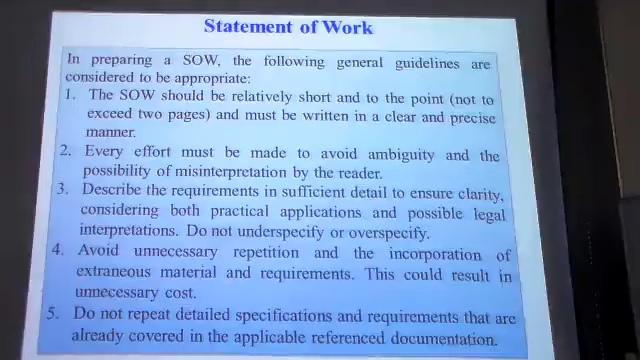 Statement of Work
In preparing a SOW, the following general guidelines are
considered to be appropriate:
1. The SOW should be relatively short and to the point (not to
exceed two pages) and must be written in a clear and precise
manner.
2. Every effort must be made to avoid ambiguity and the
possibility of misinterpretation by the reader.
3. Describe the requirements in sufficient detail to ensure clarity,
considering both practical applications and possible legal
interpretations. Do not underspecify or overspecify.
4. Avoid unnecessary repetition and the incorporation of
extraneous material and requirements. This could result in
unnecessary cost.
5. Do not repeat detailed specifications and requirements that are
already covered in the applicable referenced documentation.